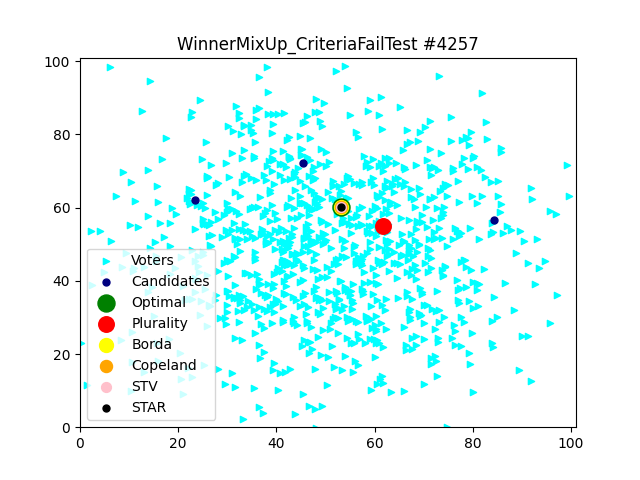 WinnerMixUp_CriteriaFailTest #4257
100
80
60
40
20
0
Voters
Candidates
Optimal
Plurality
Borda
Copeland
STV
STAR
0 20 40 60 80 100